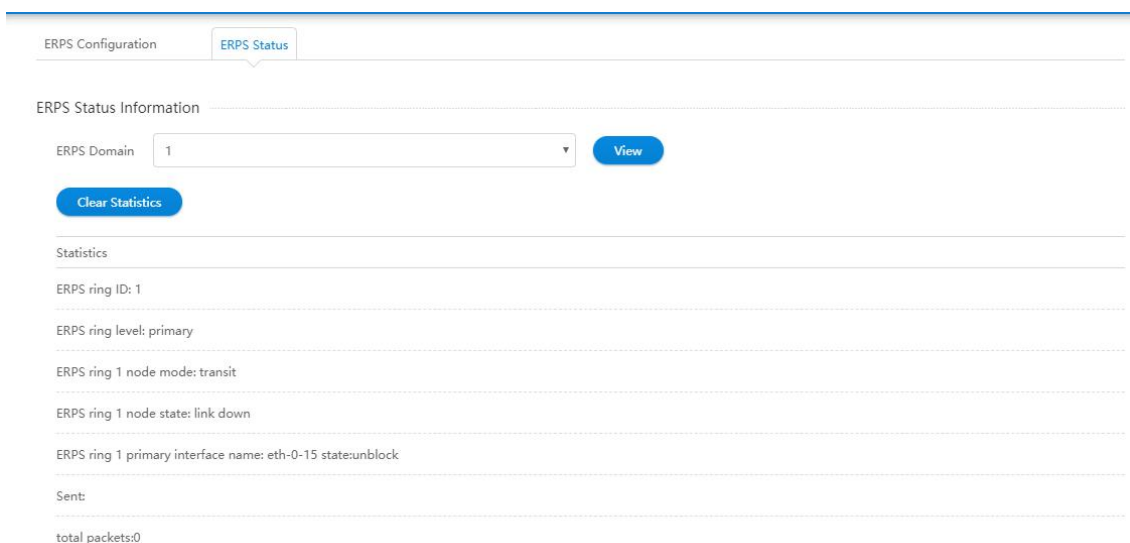 ERPS Configuration
ERPS Status
ERPS Status Information
ERPS Domain 1 View
Clear Statistics
Statistics
ERPS ring ID: 1
ERPS ring level: primary
ERPS ring 1 node mode: transit
ERPS ring 1 node state: link down
ERPS ring 1 primary interface name: eth-0-15 state:unblock
Sent:
total packets:0